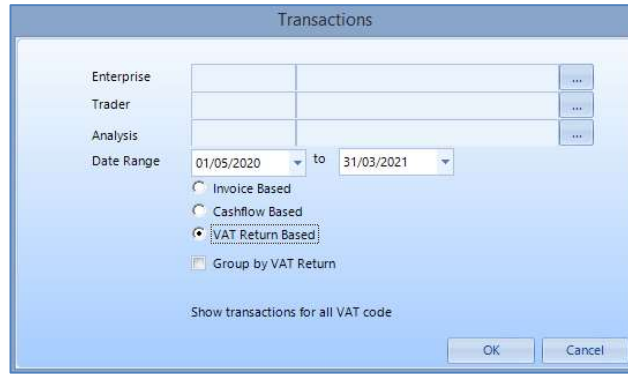 Transactions
Enterprise ...
Trader ...
Analysis ...
Date Range 01/05/2020 to 31/03/2021
Invoice Based
Cashflow Based
VAT Return Based
Group by VAT Return
Show transactions for all VAT code
OK Cancel